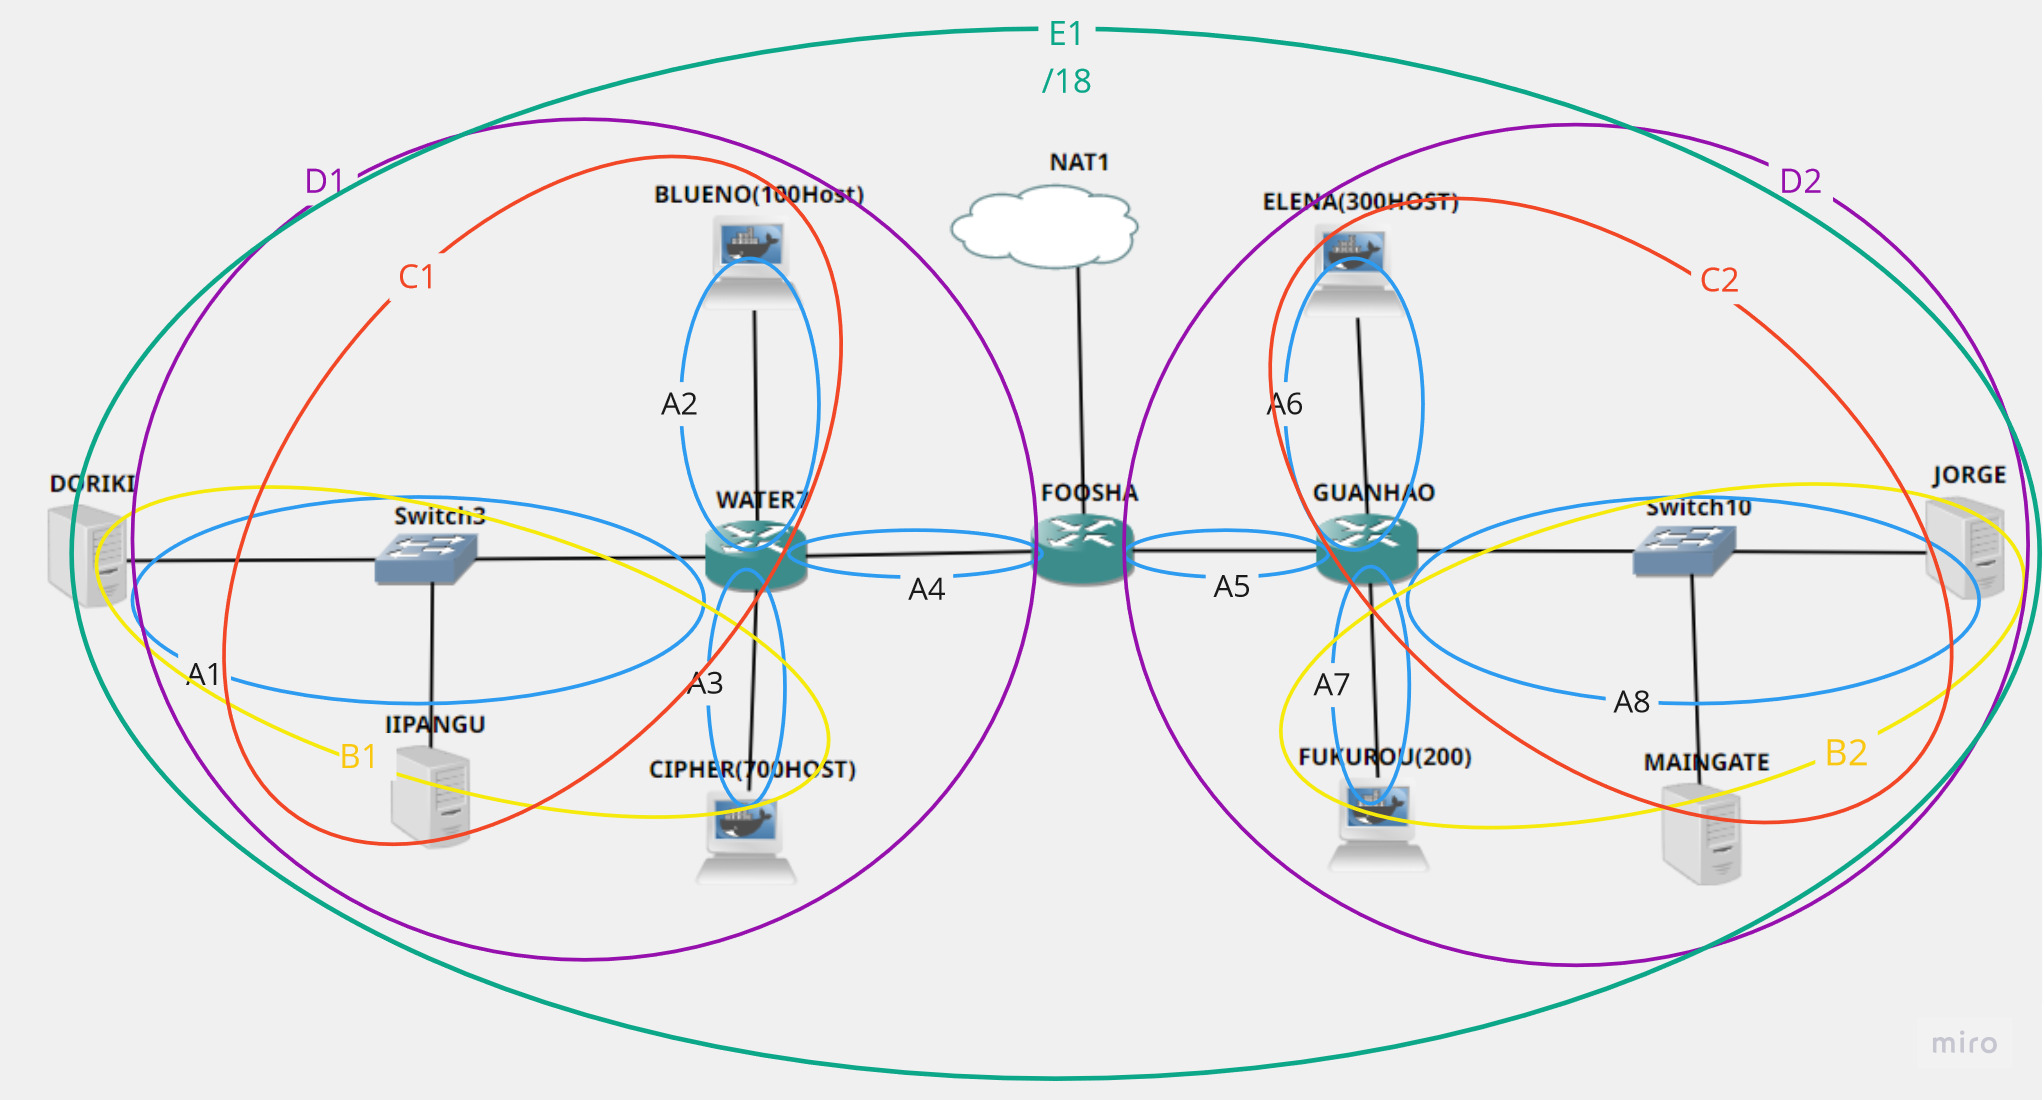 E1
/18
NAT1
D1
D2
BLUENO(100Host)
ELENA(300HOST)
C1
C2
A2
A6
DORIKI
JORGE
WATER7
FOOSHA
GUANHAO
Switch3
Switch10
A4
A5
A1
A3
A7
A8
JIPANGU
B1
B2
CIPHER(700HOST)
FUKUROU(200)
MAINGATE
miro